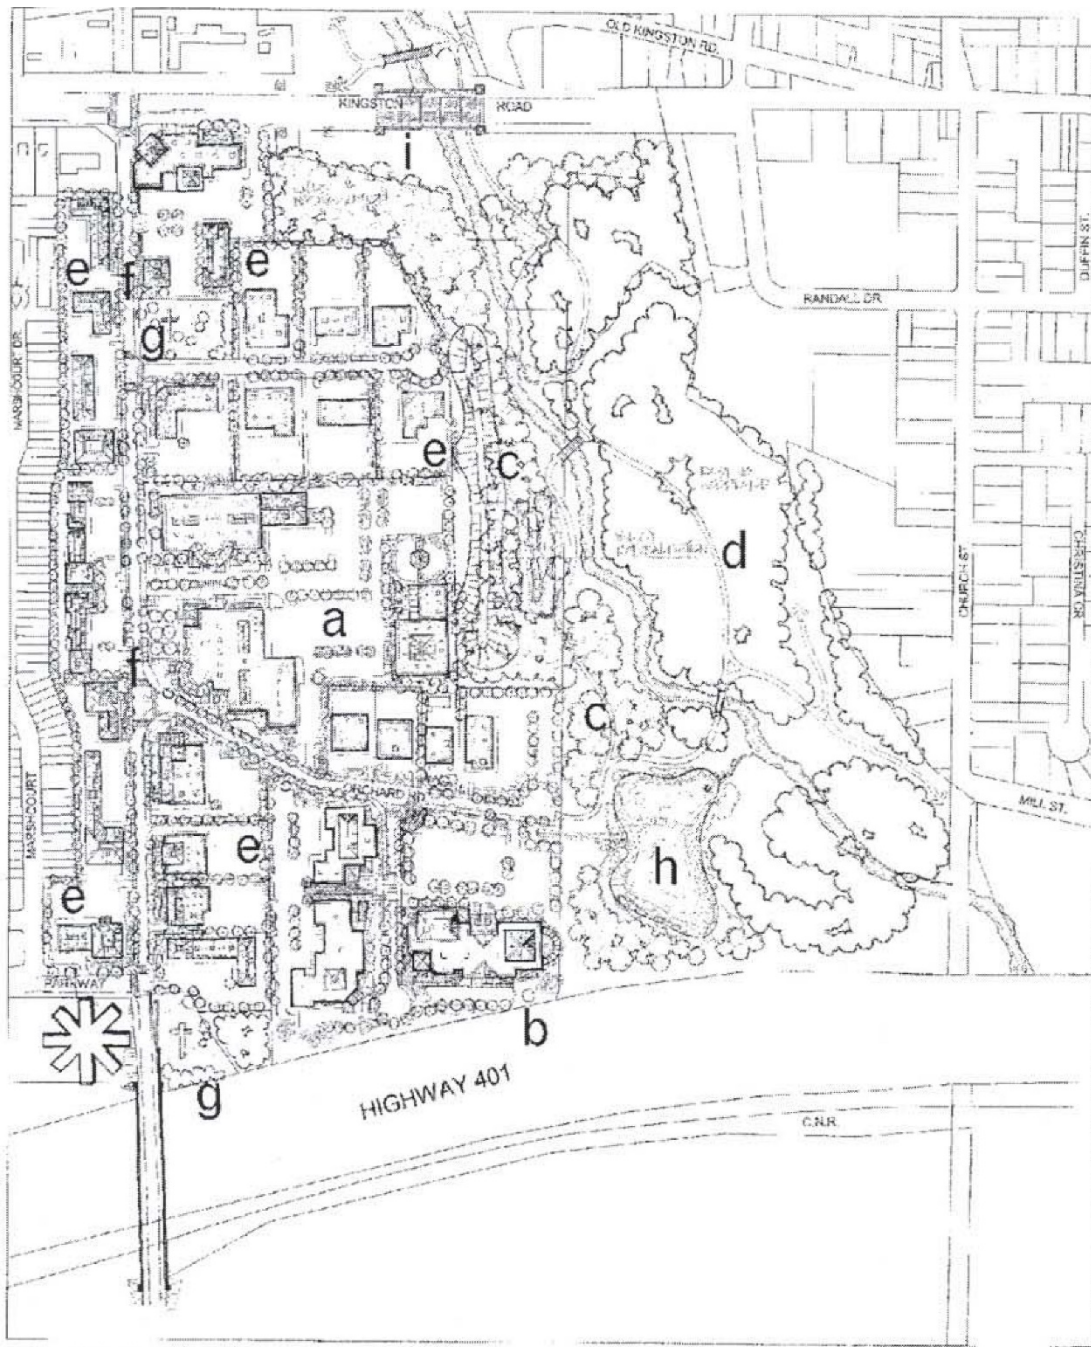 OLD KINGSTON RD.
KINGSTON ROAD
i
DUFFIN ST.
e
e
f
RANDALL DR.
g
MARSHCOURT DR.
e
c
d
CHURCH ST.
CHRISTINA CR.
a
f
c
MARSHCOURT
MILL ST.
e
h
e
PARKWAY
b
g
HIGHWAY 401
C.N.R.